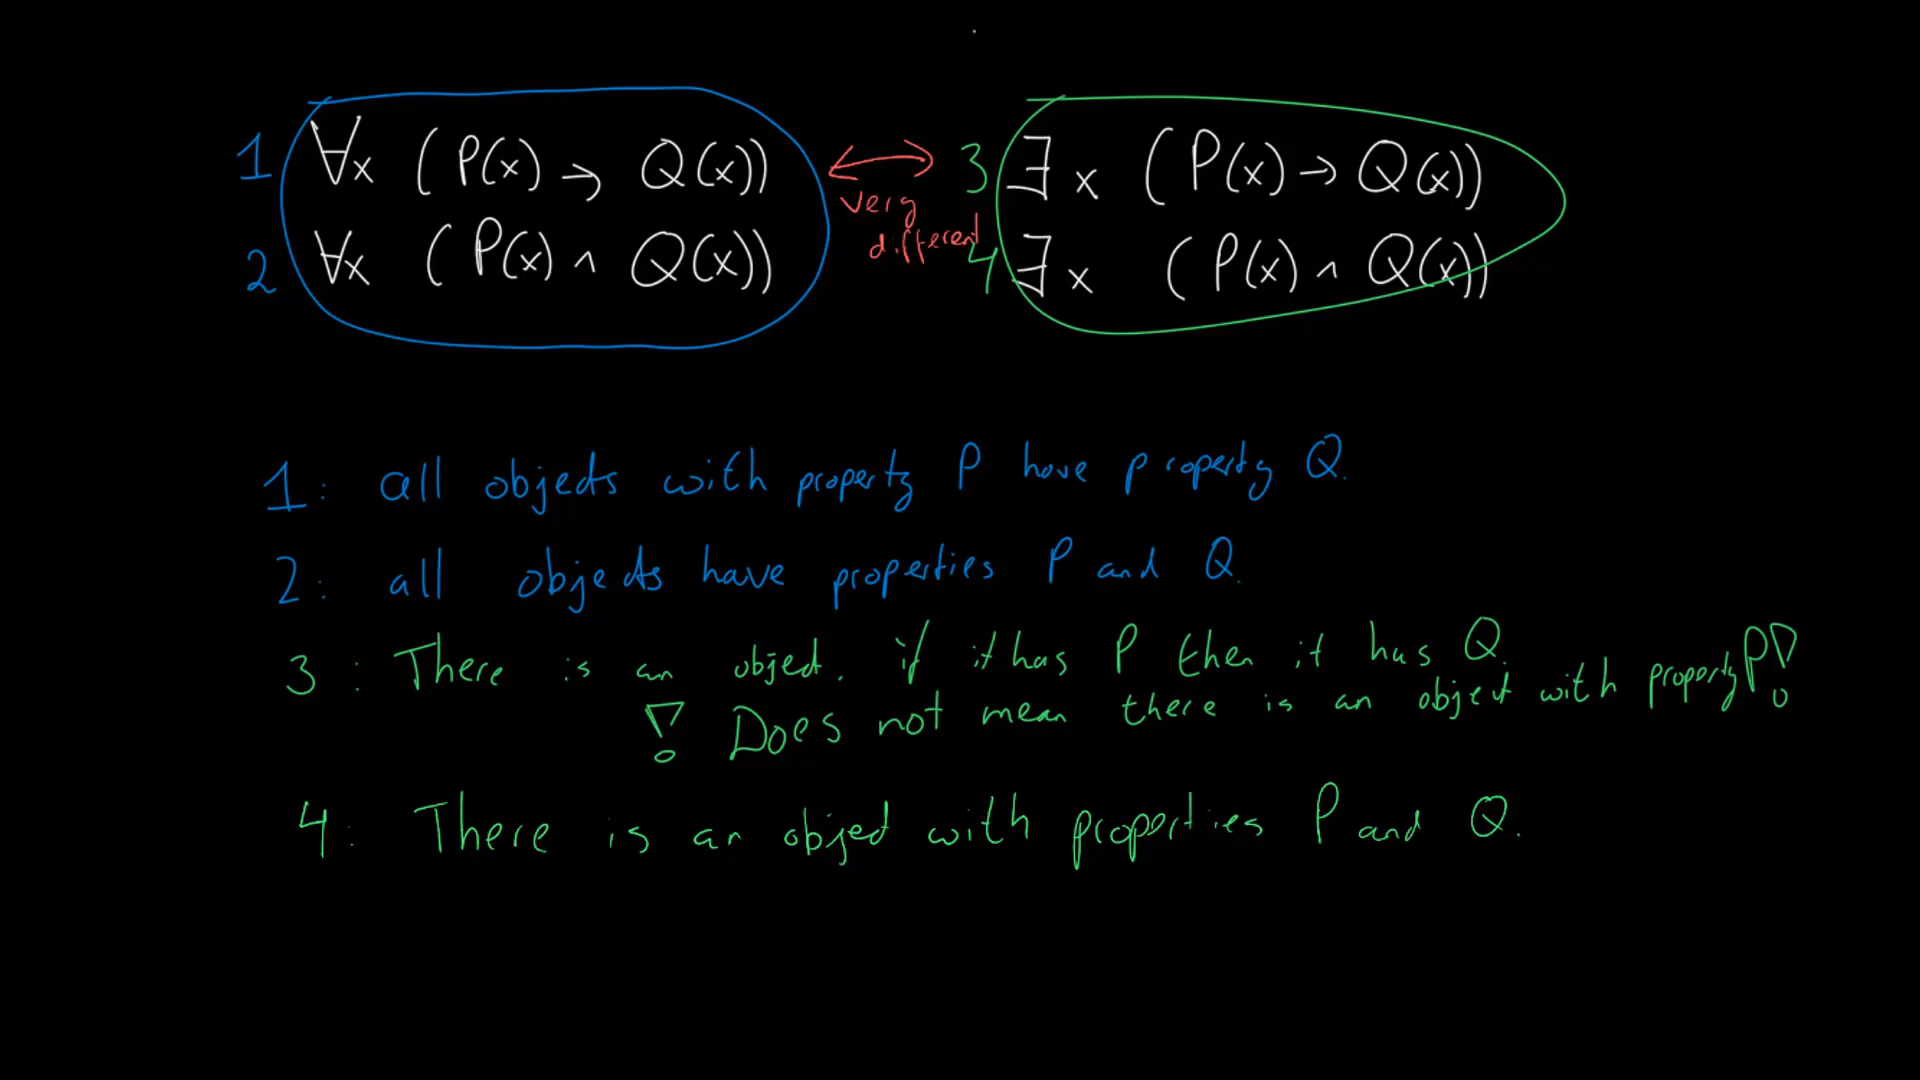 1 ∀x (P(x) → Q(x))
2 ∀x (P(x) ∧ Q(x))
very
different
3 ∃x (P(x) → Q(x))
4 ∃x (P(x) ∧ Q(x))
1: all objects with property P have property Q.
2: all objects have properties P and Q.
3: There is an object. if it has P then it has Q.
! Does not mean there is an object with property P!
4: There is an object with properties P and Q.